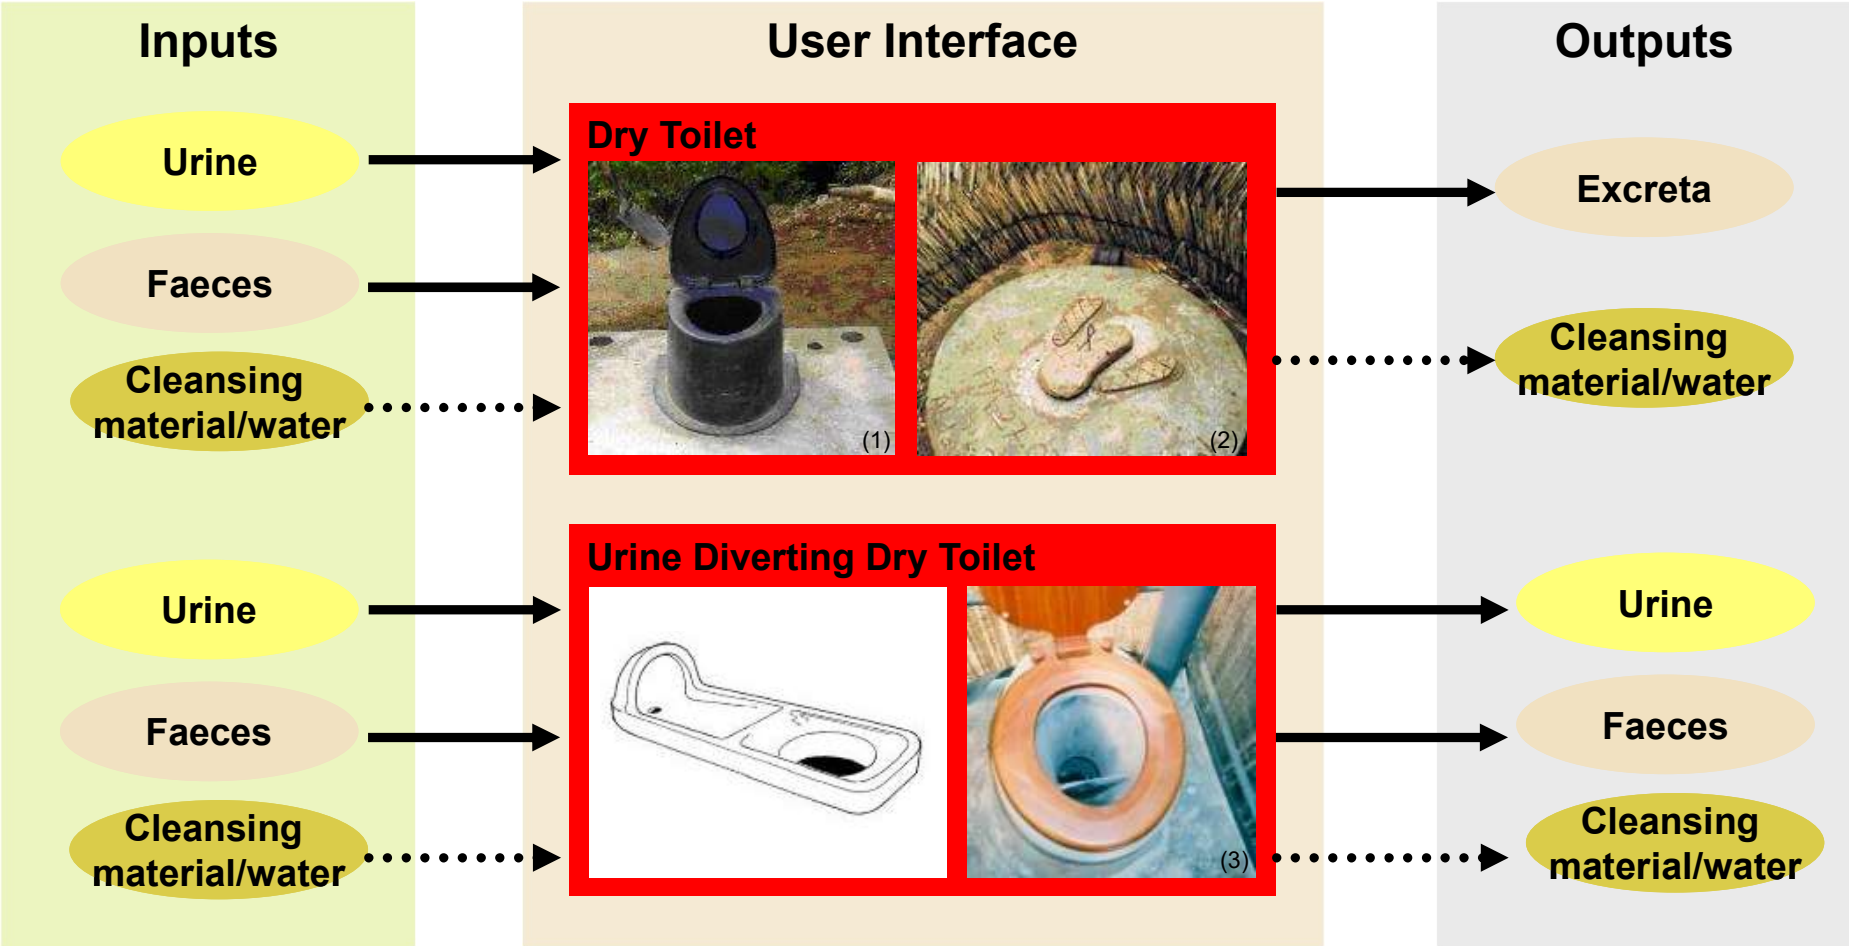 Inputs
User Interface
Outputs
Urine
Faeces
Cleansing
material/water
Dry Toilet
(1)
(2)
Excreta
Cleansing
material/water
Urine
Faeces
Cleansing
material/water
Urine Diverting Dry Toilet
(3)
Urine
Faeces
Cleansing
material/water